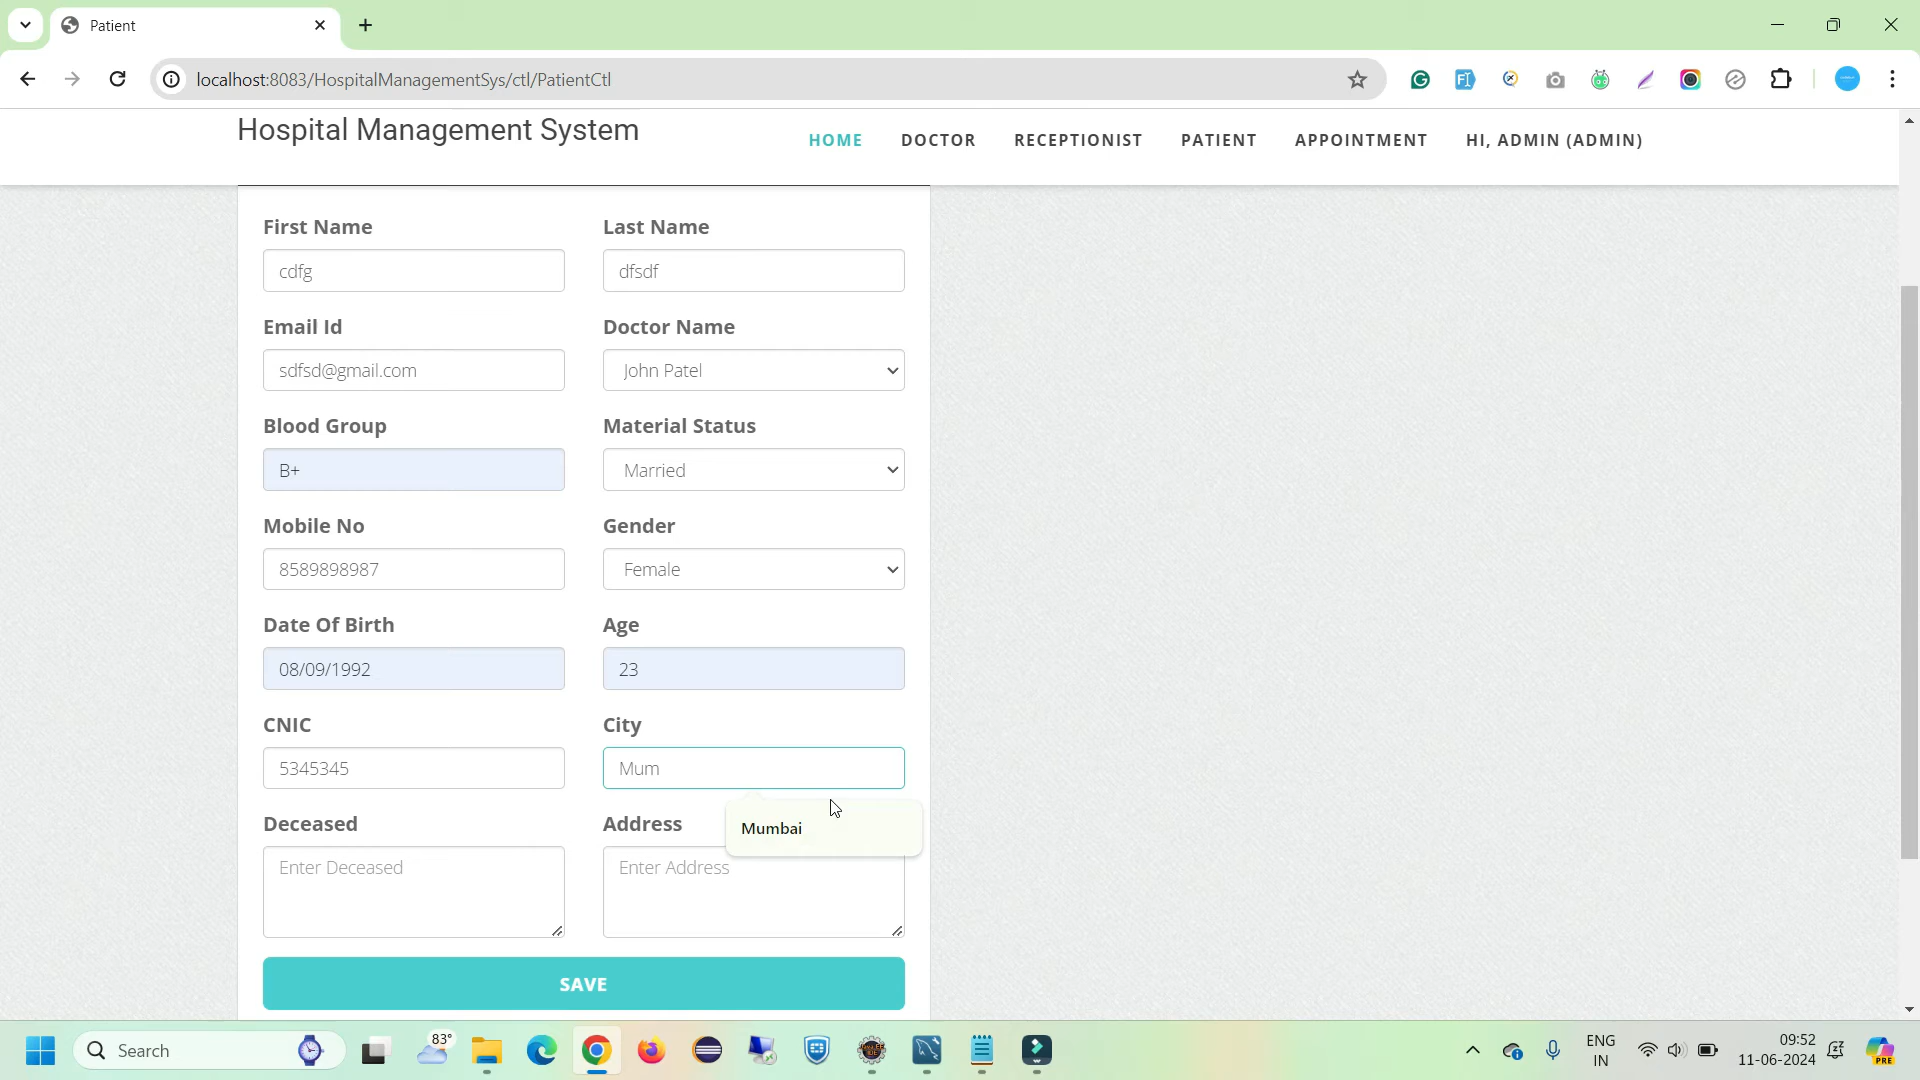 Patient
localhost:8083/HospitalManagementSys/ctl/PatientCtl
Hospital Management System
HOME DOCTOR RECEPTIONIST PATIENT APPOINTMENT HI, ADMIN (ADMIN)
First Name Last Name
cdfg dfsdf
Email Id Doctor Name
sdfsd@gmail.com John Patel
Blood Group Material Status
B+ Married
Mobile No Gender
8589898987 Female
Date Of Birth Age
08/09/1992 23
CNIC City
5345345 Mum
Deceased Address Mumbai
Enter Deceased Enter Address
SAVE
Search 83° ENG 09:52
IN 11-06-2024 PRE